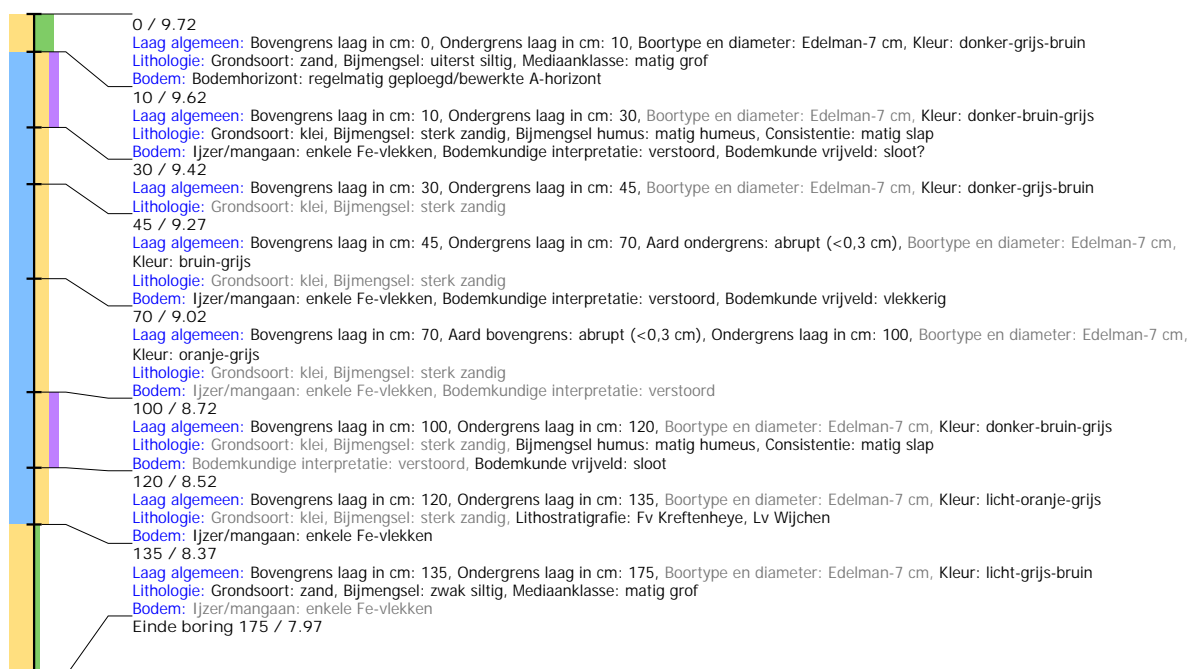 0 / 9.72
Laag algemeen: Bovengrens laag in cm: 0, Ondergrens laag in cm: 10, Boortype en diameter: Edelman-7 cm, Kleur: donker-grijs-bruin
Lithologie: Grondsoort: zand, Bijmengsel: uiterst siltig, Mediaanklasse: matig grof
Bodem: Bodemhorizont: regelmatig geploegd/bewerkte A-horizont
10 / 9.62
Laag algemeen: Bovengrens laag in cm: 10, Ondergrens laag in cm: 30, Boortype en diameter: Edelman-7 cm, Kleur: donker-bruin-grijs
Lithologie: Grondsoort: klei, Bijmengsel: sterk zandig, Bijmengsel humus: matig humeus, Consistentie: matig slap
Bodem: Ijzer/mangaan: enkele Fe-vlekken, Bodemkundige interpretatie: verstoord, Bodemkunde vrijveld: sloot?
30 / 9.42
Laag algemeen: Bovengrens laag in cm: 30, Ondergrens laag in cm: 45, Boortype en diameter: Edelman-7 cm, Kleur: donker-grijs-bruin
Lithologie: Grondsoort: klei, Bijmengsel: sterk zandig
45 / 9.27
Laag algemeen: Bovengrens laag in cm: 45, Ondergrens laag in cm: 70, Aard ondergrens: abrupt (<0,3 cm), Boortype en diameter: Edelman-7 cm,
Kleur: bruin-grijs
Lithologie: Grondsoort: klei, Bijmengsel: sterk zandig
Bodem: Ijzer/mangaan: enkele Fe-vlekken, Bodemkundige interpretatie: verstoord, Bodemkunde vrijveld: vlekkerig
70 / 9.02
Laag algemeen: Bovengrens laag in cm: 70, Aard bovengrens: abrupt (<0,3 cm), Ondergrens laag in cm: 100, Boortype en diameter: Edelman-7 cm,
Kleur: oranje-grijs
Lithologie: Grondsoort: klei, Bijmengsel: sterk zandig
Bodem: Ijzer/mangaan: enkele Fe-vlekken, Bodemkundige interpretatie: verstoord
100 / 8.72
Laag algemeen: Bovengrens laag in cm: 100, Ondergrens laag in cm: 120, Boortype en diameter: Edelman-7 cm, Kleur: donker-bruin-grijs
Lithologie: Grondsoort: klei, Bijmengsel: sterk zandig, Bijmengsel humus: matig humeus, Consistentie: matig slap
Bodem: Bodemkundige interpretatie: verstoord, Bodemkunde vrijveld: sloot
120 / 8.52
Laag algemeen: Bovengrens laag in cm: 120, Ondergrens laag in cm: 135, Boortype en diameter: Edelman-7 cm, Kleur: licht-oranje-grijs
Lithologie: Grondsoort: klei, Bijmengsel: sterk zandig, Lithostratigrafie: Fv Kreftenheye, Lv Wijchen
Bodem: Ijzer/mangaan: enkele Fe-vlekken
135 / 8.37
Laag algemeen: Bovengrens laag in cm: 135, Ondergrens laag in cm: 175, Boortype en diameter: Edelman-7 cm, Kleur: licht-grijs-bruin
Lithologie: Grondsoort: zand, Bijmengsel: zwak siltig, Mediaanklasse: matig grof
Bodem: Ijzer/mangaan: enkele Fe-vlekken
Einde boring 175 / 7.97